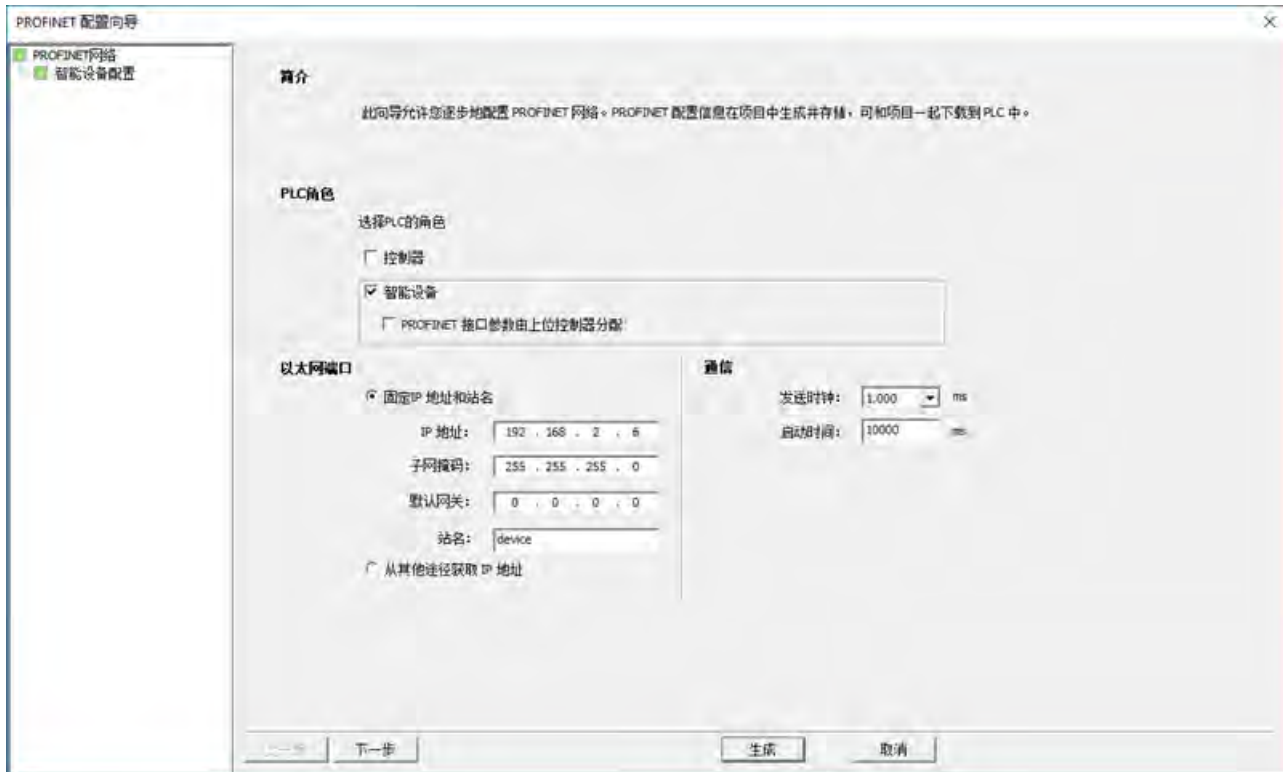 PROFINET 配置向导
PROFINET网络
智能设备配置
简介
此向导允许您逐步地配置 PROFINET 网络。PROFINET 配置信息在项目中生成并存储，可和项目一起下载到 PLC 中。
PLC角色
选择PLC的角色
控制器
智能设备
PROFINET 接口参数由上位控制器分配
以太网端口
固定IP 地址和站名
IP 地址： 192 . 168 . 2 . 6
子网掩码： 255 . 255 . 255 . 0
默认网关： 0 . 0 . 0 . 0
站名： device
从其他途径获取 IP 地址
通信
发送时钟： 1.000 ms
启动时间： 10000 ms
下一步
生成
取消